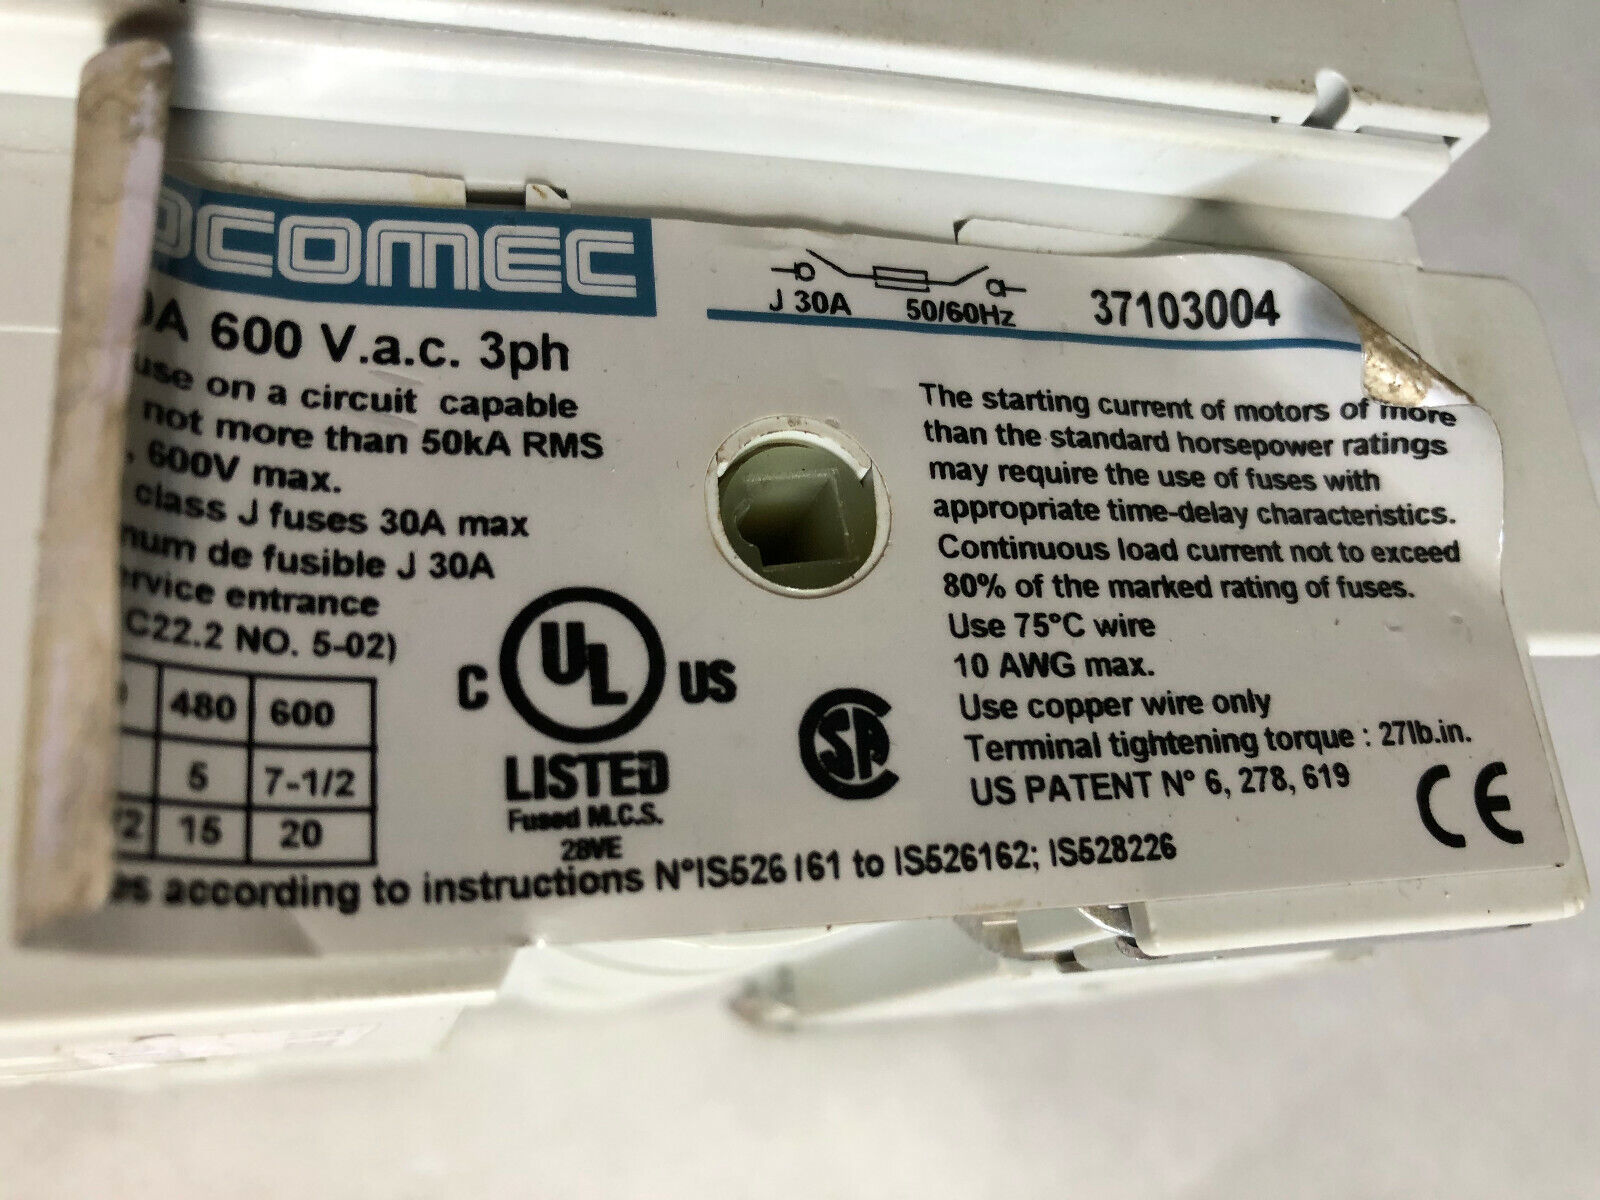 OCOMEC
J 30A 50/60Hz 37103004
0A 600 V.a.c. 3ph
use on a circuit capable
not more than 50kA RMS
, 600V max.
class J fuses 30A max
num de fusible J 30A
rvice entrance
C22.2 NO. 5-02)
480 600
5 7-1/2
/2 15 20
C UL US
LISTED
Fused M.C.S.
28VE
SA
The starting current of motors of more
than the standard horsepower ratings
may require the use of fuses with
appropriate time-delay characteristics.
Continuous load current not to exceed
80% of the marked rating of fuses.
Use 75°C wire
10 AWG max.
Use copper wire only
Terminal tightening torque : 27lb.in.
US PATENT N° 6, 278, 619
CE
es according to instructions N°IS526161 to IS526162; IS528226